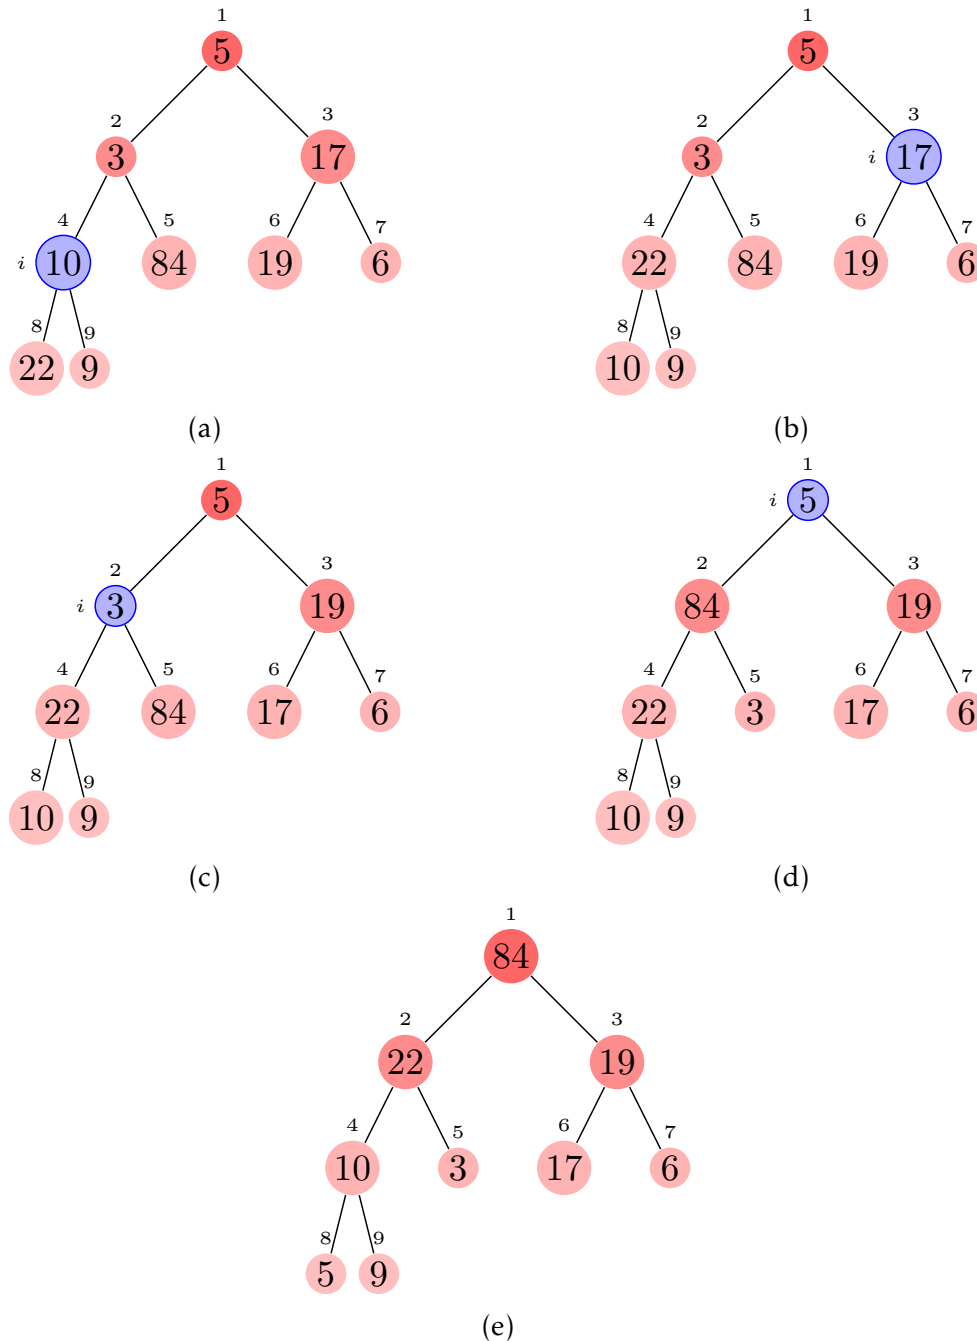 1 1
5 5
2 3 2 3
3 17 3 i 17
4 5 6 7 4 5 6 7
i 10 84 19 6 22 84 19 6
8 9 8 9
22 9 10 9
(a) (b)
1 1
5 i 5
2 3 2 3
i 3 19 84 19
4 5 6 7 4 5 6 7
22 84 17 6 22 3 17 6
8 9 8 9
10 9 10 9
(c) (d)
1
84
2 3
22 19
4 5 6 7
10 3 17 6
8 9
5 9
(e)